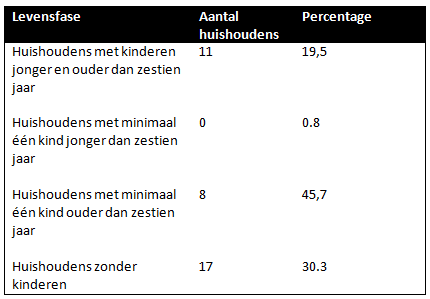 Levensfase Aantal huishoudens Percentage
Huishoudens met kinderen jonger en ouder dan zestien jaar 11 19,5
Huishoudens met minimaal één kind jonger dan zestien jaar 0 0.8
Huishoudens met minimaal één kind ouder dan zestien jaar 8 45,7
Huishoudens zonder kinderen 17 30.3